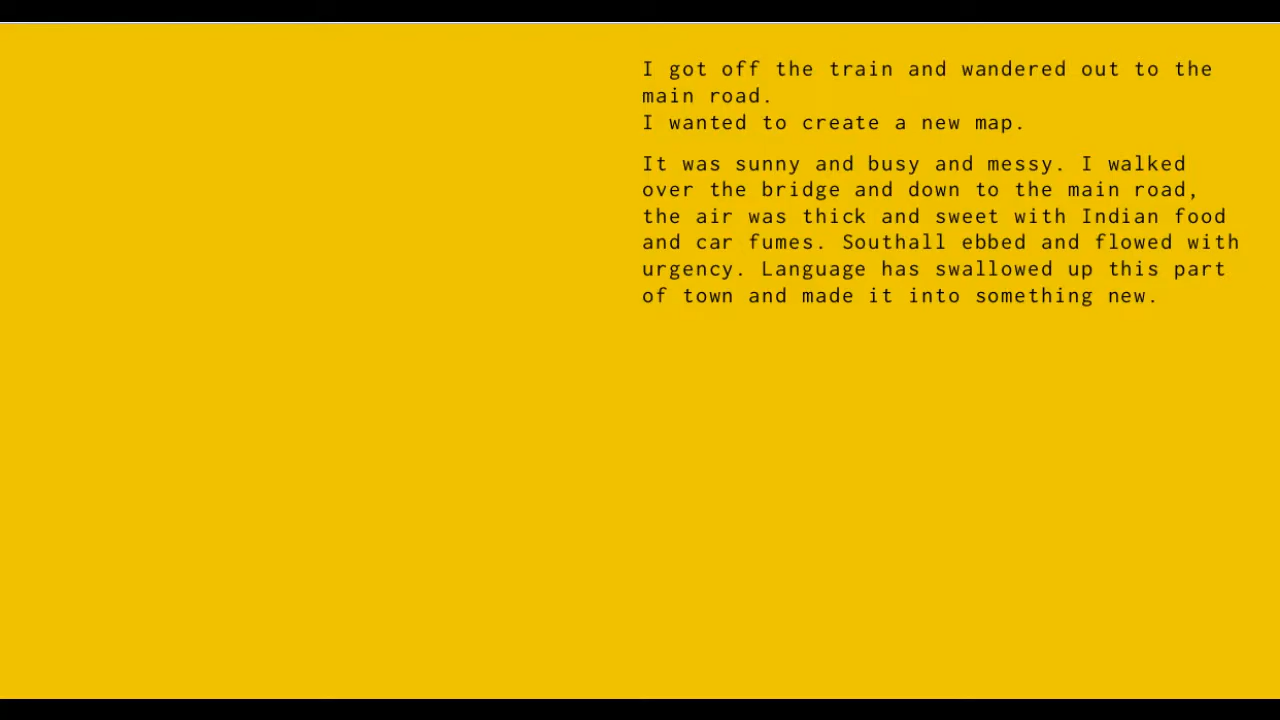 I got off the train and wandered out to the
main road.
I wanted to create a new map.
It was sunny and busy and messy. I walked
over the bridge and down to the main road,
the air was thick and sweet with Indian food
and car fumes. Southall ebbed and flowed with
urgency. Language has swallowed up this part
of town and made it into something new.